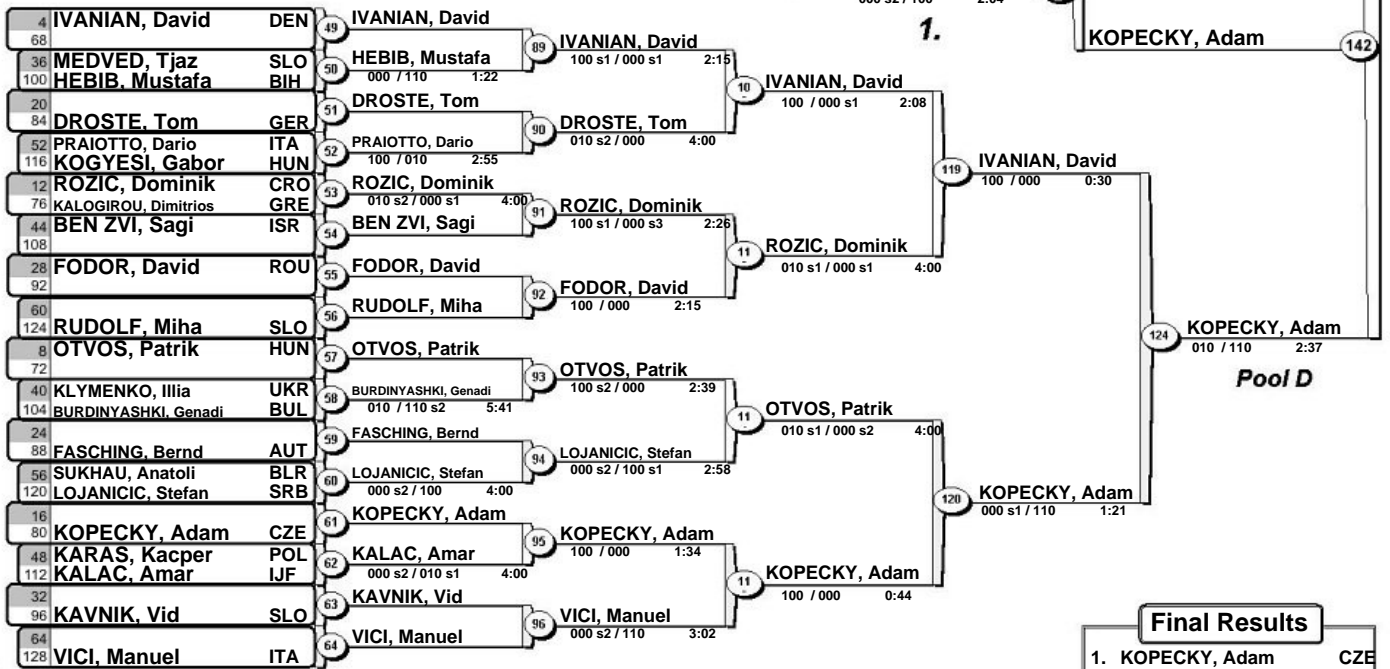 000 s2 / 100 2:04
1.
KOPECKY, Adam
142
4 IVANIAN, David DEN
68
36 MEDVED, Tjaz SLO
100 HEBIB, Mustafa BIH
20
84 DROSTE, Tom GER
52 PRAIOTTO, Dario ITA
116 KOGYESI, Gabor HUN
12 ROZIC, Dominik CRO
76 KALOGIROU, Dimitrios GRE
44 BEN ZVI, Sagi ISR
108
28 FODOR, David ROU
92
60
124 RUDOLF, Miha SLO
8 OTVOS, Patrik HUN
72
40 KLYMENKO, Illia UKR
104 BURDINYASHKI, Genadi BUL
24
88 FASCHING, Bernd AUT
56 SUKHAU, Anatoli BLR
120 LOJANICIC, Stefan SRB
16
80 KOPECKY, Adam CZE
48 KARAS, Kacper POL
112 KALAC, Amar IJF
32
96 KAVNIK, Vid SLO
64
128 VICI, Manuel ITA
49 IVANIAN, David
50 HEBIB, Mustafa
000 / 110 1:22
51 DROSTE, Tom
52 PRAIOTTO, Dario
100 / 010 2:55
53 ROZIC, Dominik
010 s2 / 000 s1 4:00
54 BEN ZVI, Sagi
55 FODOR, David
56 RUDOLF, Miha
57 OTVOS, Patrik
58 BURDINYASHKI, Genadi
010 / 110 s2 5:41
59 FASCHING, Bernd
60 LOJANICIC, Stefan
000 s2 / 100 4:00
61 KOPECKY, Adam
62 KALAC, Amar
000 s2 / 010 s1 4:00
63 KAVNIK, Vid
64 VICI, Manuel
89 IVANIAN, David
100 s1 / 000 s1 2:15
90 DROSTE, Tom
010 s2 / 000 4:00
91 ROZIC, Dominik
100 s1 / 000 s3 2:26
92 FODOR, David
100 / 000 2:15
93 OTVOS, Patrik
100 s2 / 000 2:39
94 LOJANICIC, Stefan
000 s2 / 100 s1 2:58
95 KOPECKY, Adam
100 / 000 1:34
96 VICI, Manuel
000 s2 / 110 3:02
10 IVANIAN, David
100 / 000 s1 2:08
11 ROZIC, Dominik
010 s1 / 000 s1 4:00
11 OTVOS, Patrik
010 s1 / 000 s2 4:00
11 KOPECKY, Adam
100 / 000 0:44
119 IVANIAN, David
100 / 000 0:30
120 KOPECKY, Adam
000 s1 / 110 1:21
124 KOPECKY, Adam
010 / 110 2:37
Pool D
Final Results
1. KOPECKY, Adam CZE